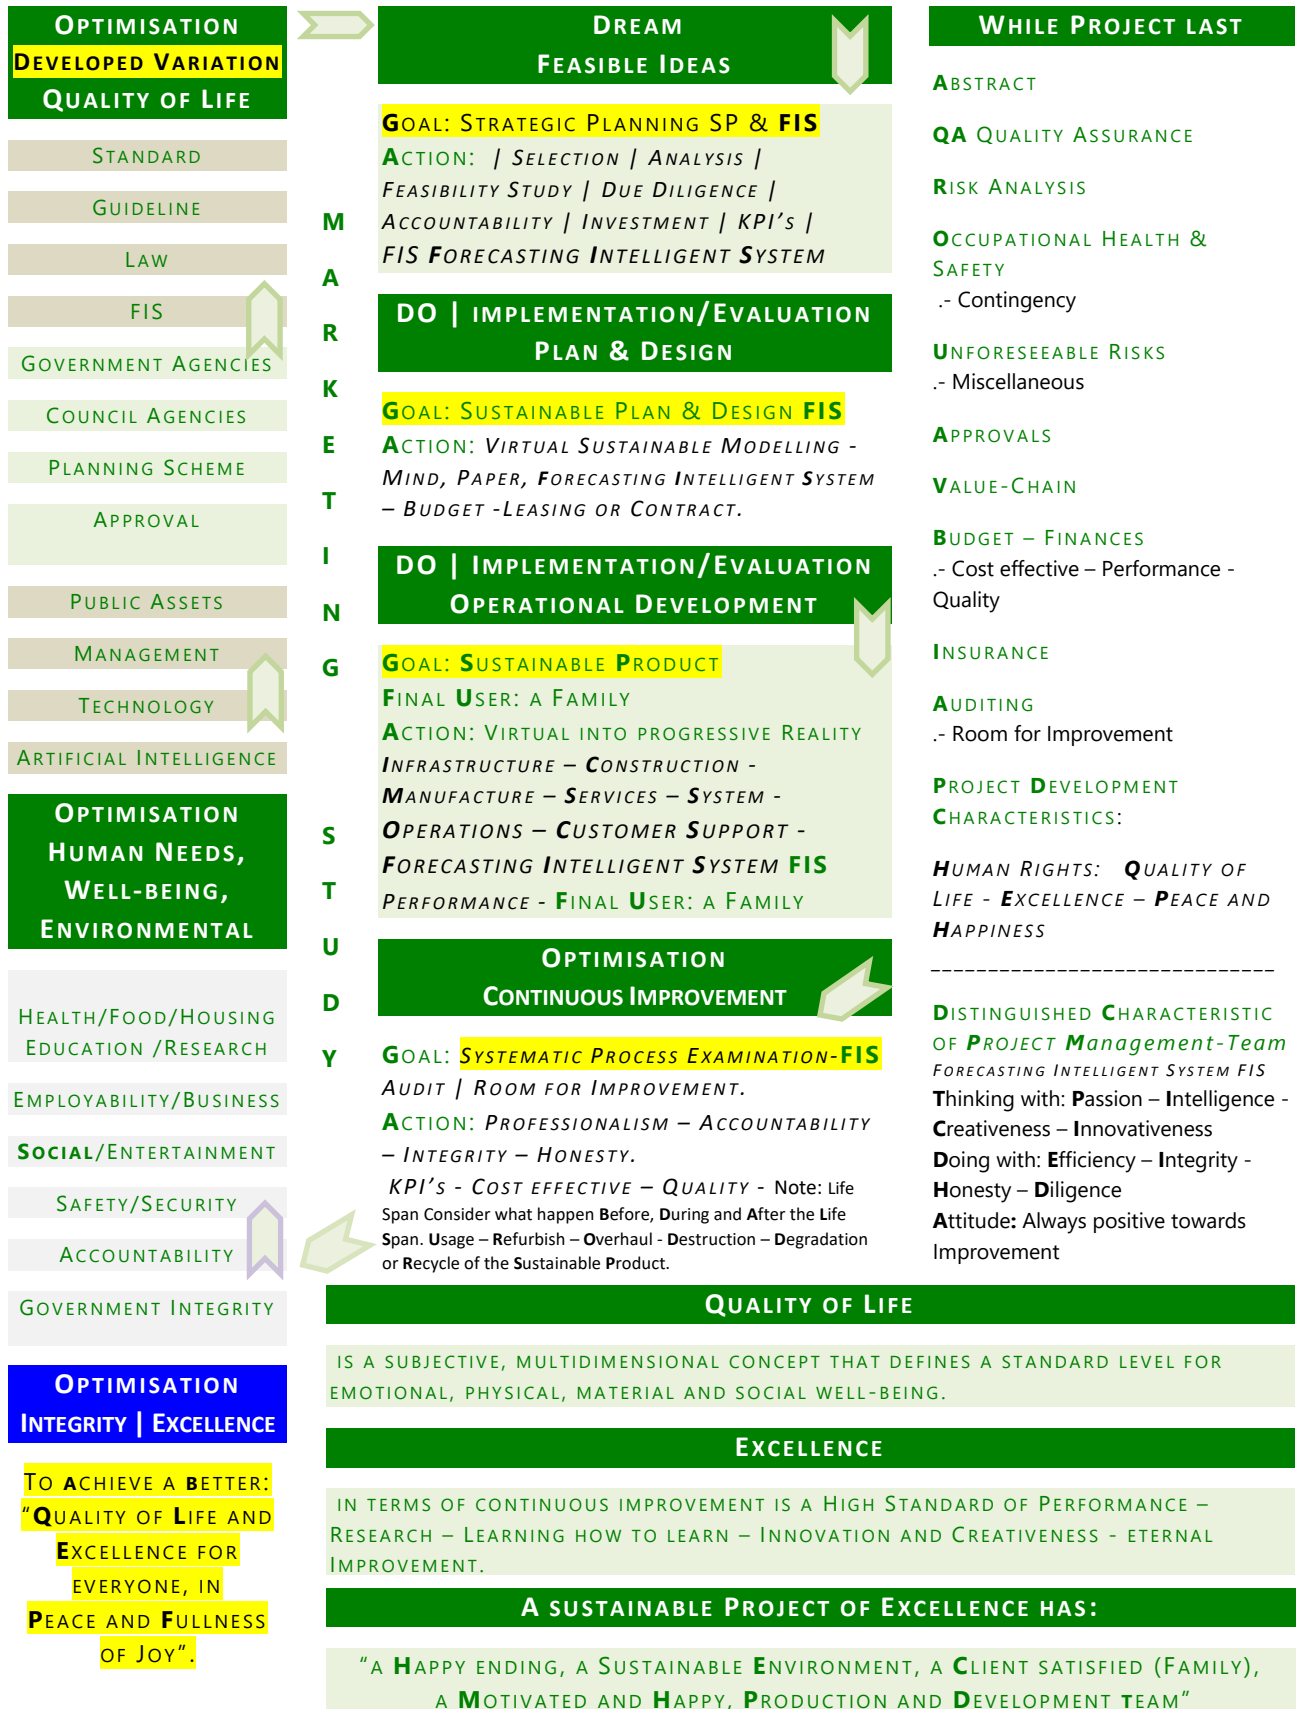 Optimisation
Developed Variation
Quality of Life
Standard
Guideline
Law
FIS
Government Agencies
Council Agencies
Planning Scheme
Approval
Public Assets
Management
Technology
Artificial Intelligence
Optimisation
Human Needs,
Well-being,
Environmental
Health/Food/Housing
Education /Research
Employability/Business
Social/Entertainment
Safety/Security
Accountability
Government Integrity
Optimisation
Integrity | Excellence
To achieve a better:
“Quality of Life and
Excellence for
everyone, in
Peace and Fullness
of Joy”.
M
A
R
K
E
T
I
N
G
S
T
U
D
Y
Dream
Feasible Ideas
Goal: Strategic Planning SP & FIS
Action: | Selection | Analysis |
Feasibility Study | Due Diligence |
Accountability | Investment | KPI’s |
FIS Forecasting Intelligent System
DO | implementation/Evaluation
Plan & Design
Goal: Sustainable Plan & Design FIS
Action: Virtual Sustainable Modelling -
Mind, Paper, Forecasting Intelligent System
– Budget -Leasing or Contract.
DO | Implementation/Evaluation
Operational Development
Goal: Sustainable Product
Final User: a Family
Action: Virtual into progressive Reality
Infrastructure – Construction -
Manufacture – Services – System -
Operations – Customer Support -
Forecasting Intelligent System FIS
Performance - Final User: a Family
Optimisation
Continuous Improvement
Goal: Systematic Process Examination-FIS
Audit | Room for Improvement.
Action: Professionalism – Accountability
– Integrity – Honesty.
KPI’s - Cost effective – Quality - Note: Life
Span Consider what happen Before, During and After the Life
Span. Usage – Refurbish – Overhaul - Destruction – Degradation
or Recycle of the Sustainable Product.
While Project last
Abstract
QA Quality Assurance
Risk Analysis
Occupational Health &
Safety
.- Contingency
Unforeseeable Risks
.- Miscellaneous
Approvals
Value-Chain
Budget – Finances
.- Cost effective – Performance -
Quality
Insurance
Auditing
.- Room for Improvement
Project Development
Characteristics:
Human Rights: Quality of
Life - Excellence – Peace and
Happiness
______________________________
Distinguished Characteristic
of Project Management-Team
Forecasting Intelligent System FIS
Thinking with: Passion – Intelligence -
Creativeness – Innovativeness
Doing with: Efficiency – Integrity -
Honesty – Diligence
Attitude: Always positive towards
Improvement
Quality of Life
is a subjective, multidimensional concept that defines a standard level for
emotional, physical, material and social well-being.
Excellence
in terms of continuous improvement is a High Standard of Performance –
Research – Learning how to learn – Innovation and Creativeness - eternal
Improvement.
A sustainable Project of Excellence has:
“a Happy ending, a Sustainable Environment, a Client satisfied (Family),
a Motivated and Happy, Production and Development team”